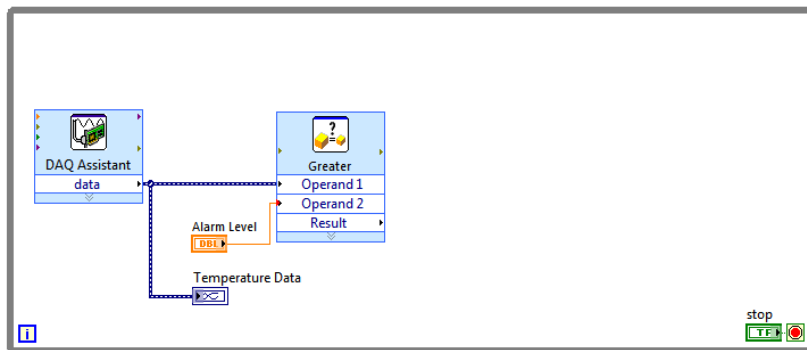 DAQ Assistant
data
?
Greater
Operand 1
Operand 2
Result
Alarm Level
DBL
Temperature Data
i
stop
TF